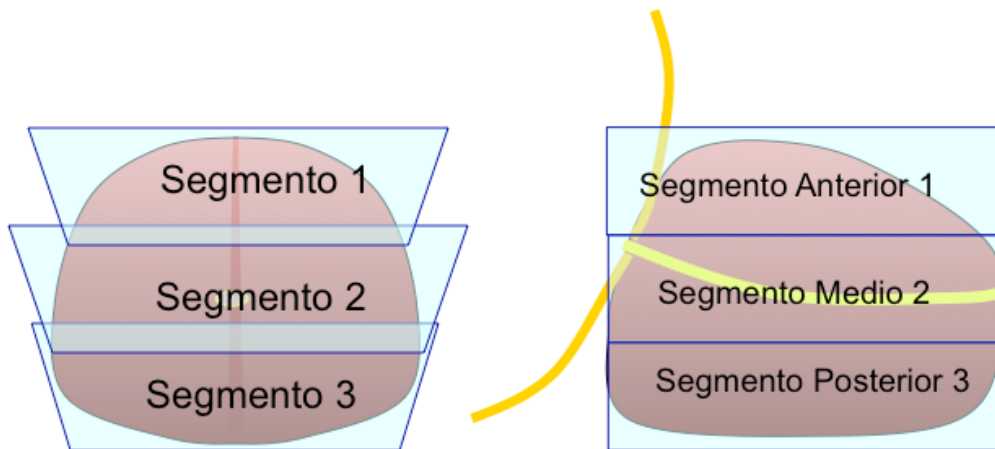 Segmento 1
Segmento 2
Segmento 3
Segmento Anterior 1
Segmento Medio 2
Segmento Posterior 3